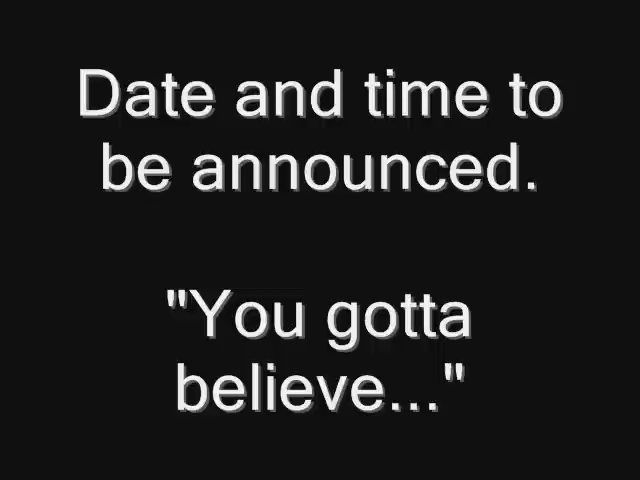 Date and time to
be announced.
"You gotta
believe..."